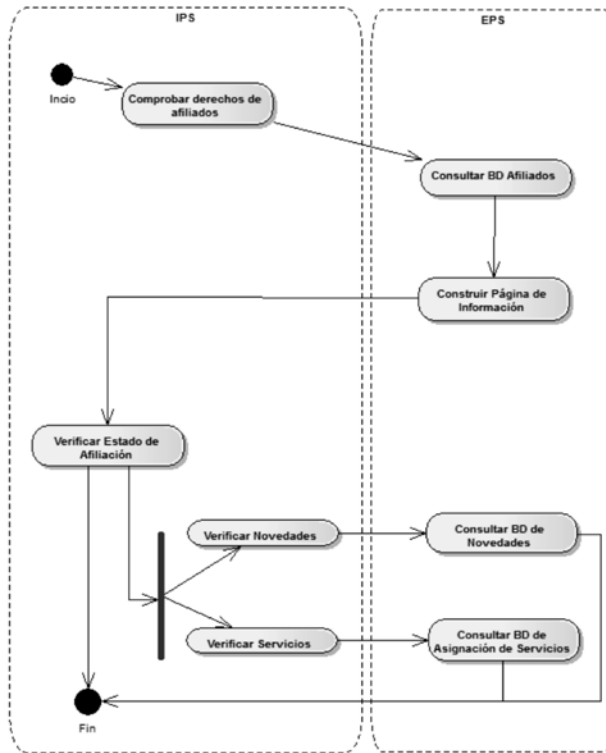 IPS
EPS
Incio
Comprobar derechos de
afiliados
Consultar BD Afiliados
Construir Página de
Información
Verificar Estado de
Afiliación
Verificar Novedades
Consultar BD de
Novedades
Verificar Servicios
Consultar BD de
Asignación de Servicios
Fin